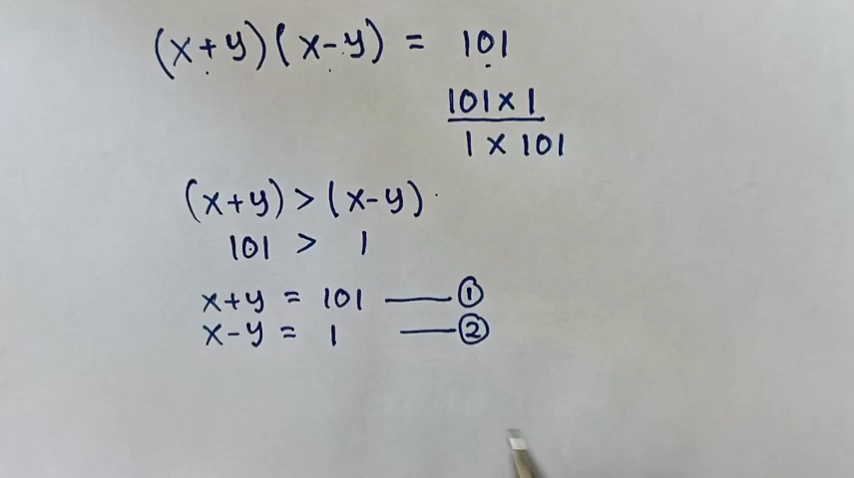 (x+y)(x-y) = 101
101 x 1
1 x 101
(x+y) > (x-y)
101 > 1
x+y = 101 —— ①
x-y = 1 —— ②